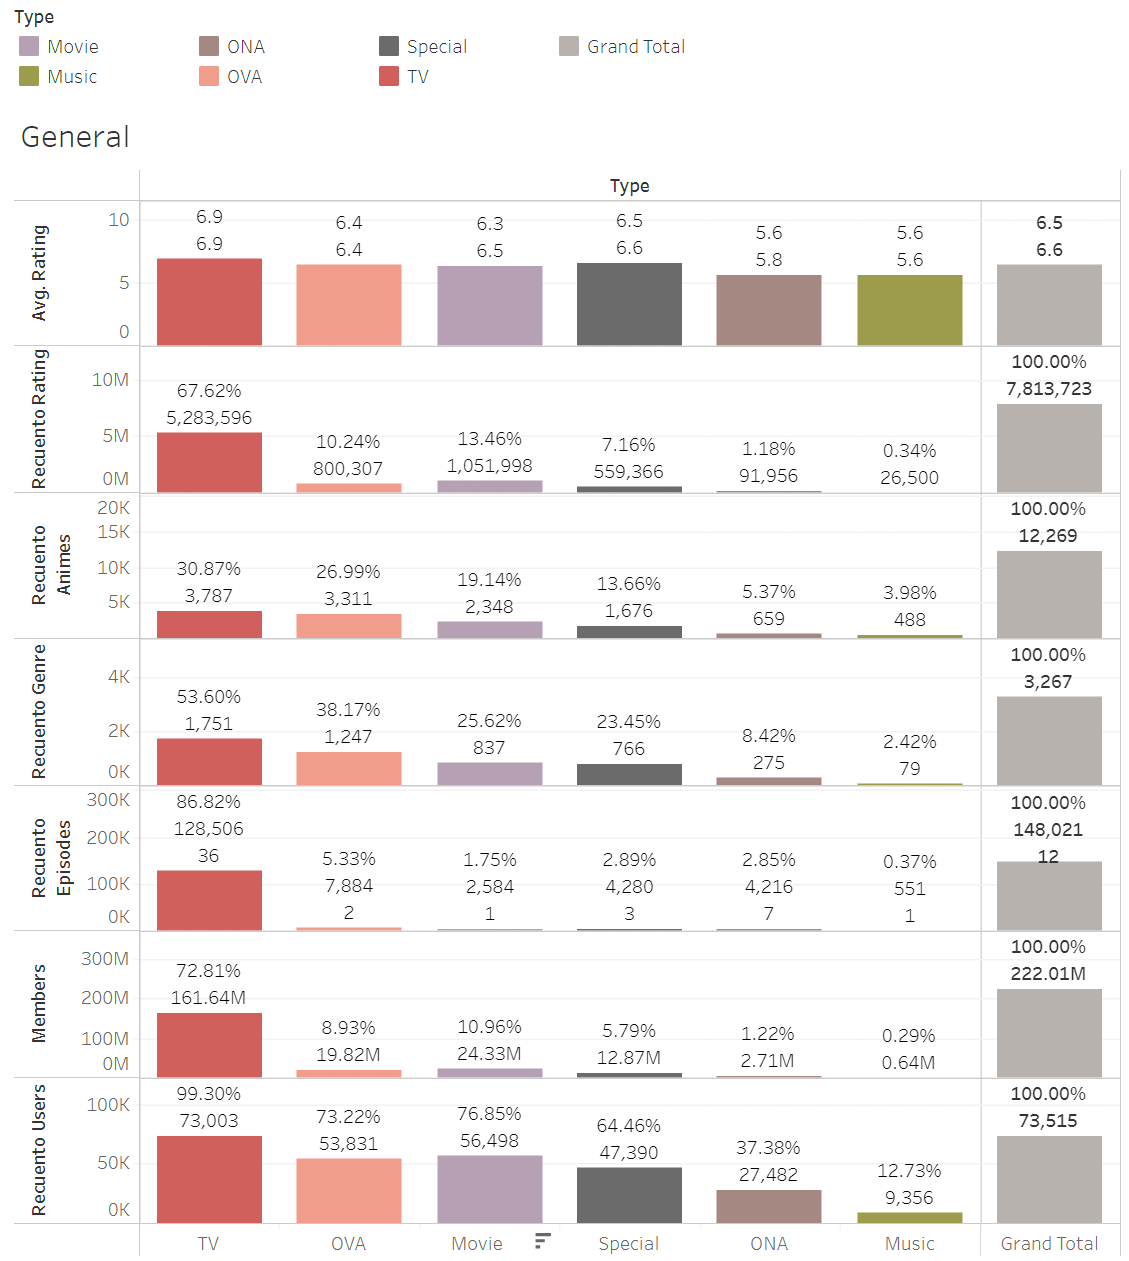 Type
Movie ONA Special Grand Total
Music OVA TV
General
Type
Avg. Rating
10
5
0
6.9 6.4 6.3 6.5 5.6 5.6 6.5
6.9 6.4 6.5 6.6 5.8 5.6 6.6
Recuento Rating
10M
5M
0M
67.62% 10.24% 13.46% 7.16% 1.18% 0.34% 100.00%
5,283,596 800,307 1,051,998 559,366 91,956 26,500 7,813,723
Recuento
Animes
20K
15K
10K
5K
30.87% 26.99% 19.14% 13.66% 5.37% 3.98% 100.00%
3,787 3,311 2,348 1,676 659 488 12,269
Recuento Genre
4K
2K
0K
53.60% 38.17% 25.62% 23.45% 8.42% 2.42% 100.00%
1,751 1,247 837 766 275 79 3,267
Recuento
Episodes
300K
200K
100K
0K
86.82% 5.33% 1.75% 2.89% 2.85% 0.37% 100.00%
128,506 7,884 2,584 4,280 4,216 551 148,021
36 2 1 3 7 1 12
Members
300M
200M
100M
0M
72.81% 8.93% 10.96% 5.79% 1.22% 0.29% 100.00%
161.64M 19.82M 24.33M 12.87M 2.71M 0.64M 222.01M
Recuento Users
100K
50K
0K
99.30% 73.22% 76.85% 64.46% 37.38% 12.73% 100.00%
73,003 53,831 56,498 47,390 27,482 9,356 73,515
TV OVA Movie Special ONA Music Grand Total